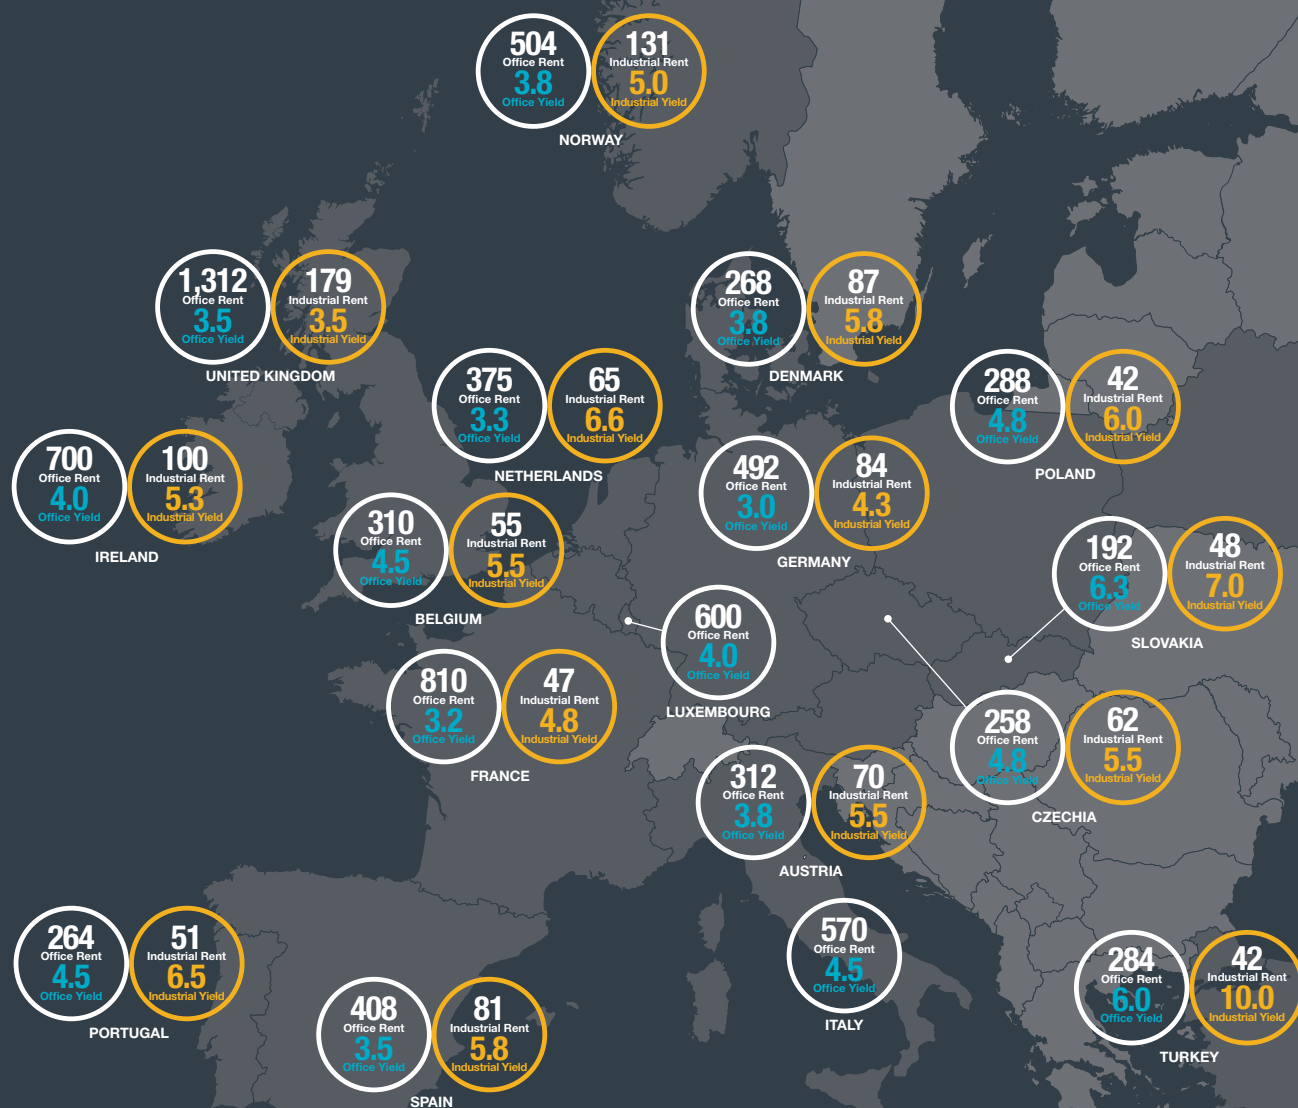 504
Office Rent
3.8
Office Yield
131
Industrial Rent
5.0
Industrial Yield
NORWAY
1,312
Office Rent
3.5
Office Yield
179
Industrial Rent
3.5
Industrial Yield
UNITED KINGDOM
268
Office Rent
3.8
Office Yield
87
Industrial Rent
5.8
Industrial Yield
DENMARK
375
Office Rent
3.3
Office Yield
65
Industrial Rent
6.6
Industrial Yield
NETHERLANDS
288
Office Rent
4.8
Office Yield
42
Industrial Rent
6.0
Industrial Yield
POLAND
700
Office Rent
4.0
Office Yield
100
Industrial Rent
5.3
Industrial Yield
IRELAND
492
Office Rent
3.0
Office Yield
84
Industrial Rent
4.3
Industrial Yield
GERMANY
310
Office Rent
4.5
Office Yield
55
Industrial Rent
5.5
Industrial Yield
BELGIUM
192
Office Rent
6.3
Office Yield
48
Industrial Rent
7.0
Industrial Yield
SLOVAKIA
600
Office Rent
4.0
Office Yield
LUXEMBOURG
810
Office Rent
3.2
Office Yield
47
Industrial Rent
4.8
Industrial Yield
FRANCE
258
Office Rent
4.8
Office Yield
62
Industrial Rent
5.5
Industrial Yield
CZECHIA
312
Office Rent
3.8
Office Yield
70
Industrial Rent
5.5
Industrial Yield
AUSTRIA
570
Office Rent
4.5
Office Yield
ITALY
264
Office Rent
4.5
Office Yield
51
Industrial Rent
6.5
Industrial Yield
PORTUGAL
284
Office Rent
6.0
Office Yield
42
Industrial Rent
10.0
Industrial Yield
TURKEY
408
Office Rent
3.5
Office Yield
81
Industrial Rent
5.8
Industrial Yield
SPAIN